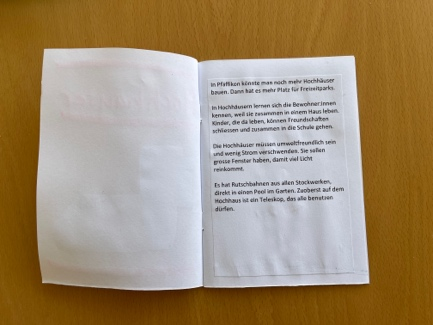 In Pfäffikon könnte man noch mehr Hochhäuser
bauen. Dann hat es mehr Platz für Freizeitparks.
In Hochhäusern lernen sich die Bewohner:innen
kennen, weil sie zusammen in einem Haus leben.
Kinder, die da leben, können Freundschaften
schliessen und zusammen in die Schule gehen.
Die Hochhäuser müssen umweltfreundlich sein
und wenig Strom verschwenden. Sie sollen
grosse Fenster haben, damit viel Licht
reinkommt.
Es hat Rutschbahnen aus allen Stockwerken,
direkt in einen Pool im Garten. Zuoberst auf dem
Hochhaus ist ein Teleskop, das alle benutzen
dürfen.